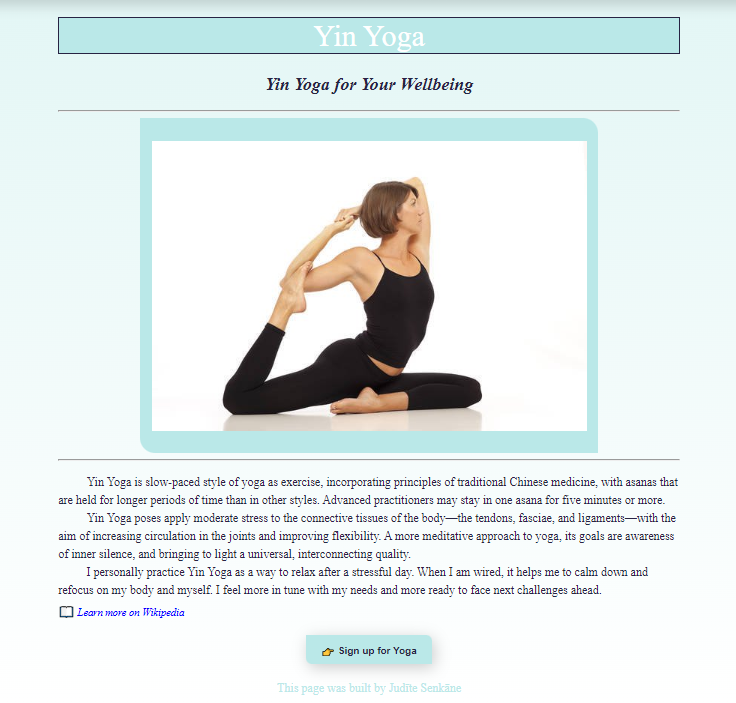 Yin Yoga
Yin Yoga for Your Wellbeing
Yin Yoga is slow-paced style of yoga as exercise, incorporating principles of traditional Chinese medicine, with asanas that
are held for longer periods of time than in other styles. Advanced practitioners may stay in one asana for five minutes or more.
Yin Yoga poses apply moderate stress to the connective tissues of the body—the tendons, fasciae, and ligaments—with the
aim of increasing circulation in the joints and improving flexibility. A more meditative approach to yoga, its goals are awareness
of inner silence, and bringing to light a universal, interconnecting quality.
I personally practice Yin Yoga as a way to relax after a stressful day. When I am wired, it helps me to calm down and
refocus on my body and myself. I feel more in tune with my needs and more ready to face next challenges ahead.
Learn more on Wikipedia
Sign up for Yoga
This page was built by Judīte Senkāne